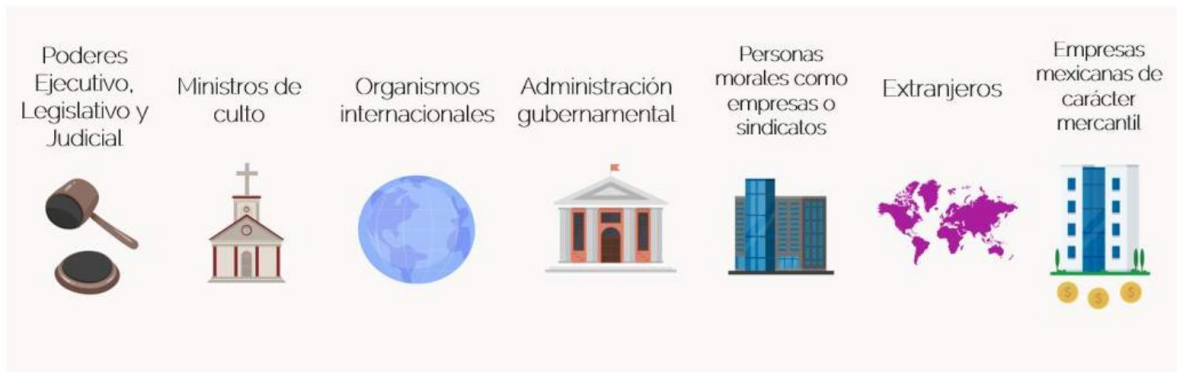 Poderes
Ejecutivo,
Legislativo y
Judicial
Ministros de
culto
Organismos
internacionales
Administración
gubernamental
Personas
morales como
empresas o
sindicatos
Extranjeros
Empresas
mexicanas de
carácter
mercantil
$
$
$